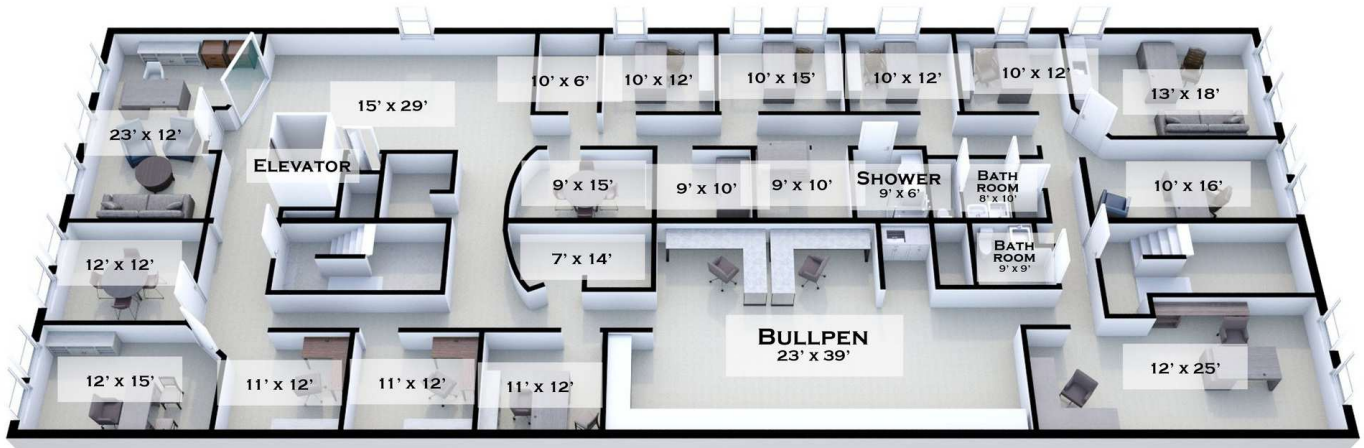 10' x 6'
10' x 12'
10' x 15'
10' x 12'
10' x 12'
13' x 18'
15' x 29'
23' x 12'
Elevator
9' x 15'
9' x 10'
9' x 10'
Shower
9' x 6'
Bath
room
8' x 10'
10' x 16'
12' x 12'
7' x 14'
Bath
room
9' x 9'
Bullpen
23' x 39'
12' x 15'
11' x 12'
11' x 12'
11' x 12'
12' x 25'